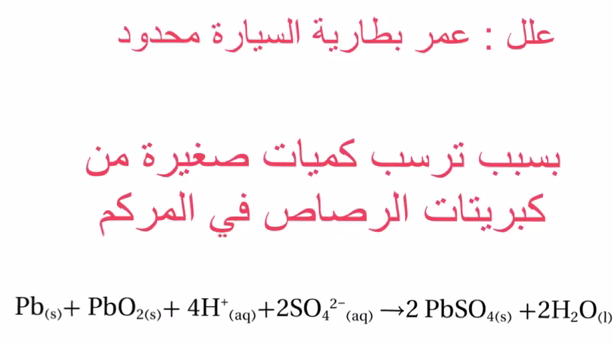 علل : عمر بطارية السيارة محدود
بسبب ترسب كميات صغيرة من
كبريتات الرصاص في المركم
Pb(s)+ PbO₂(s)+ 4H⁺(aq)+2SO₄²⁻(aq) →2 PbSO₄(s) +2H₂O(l)